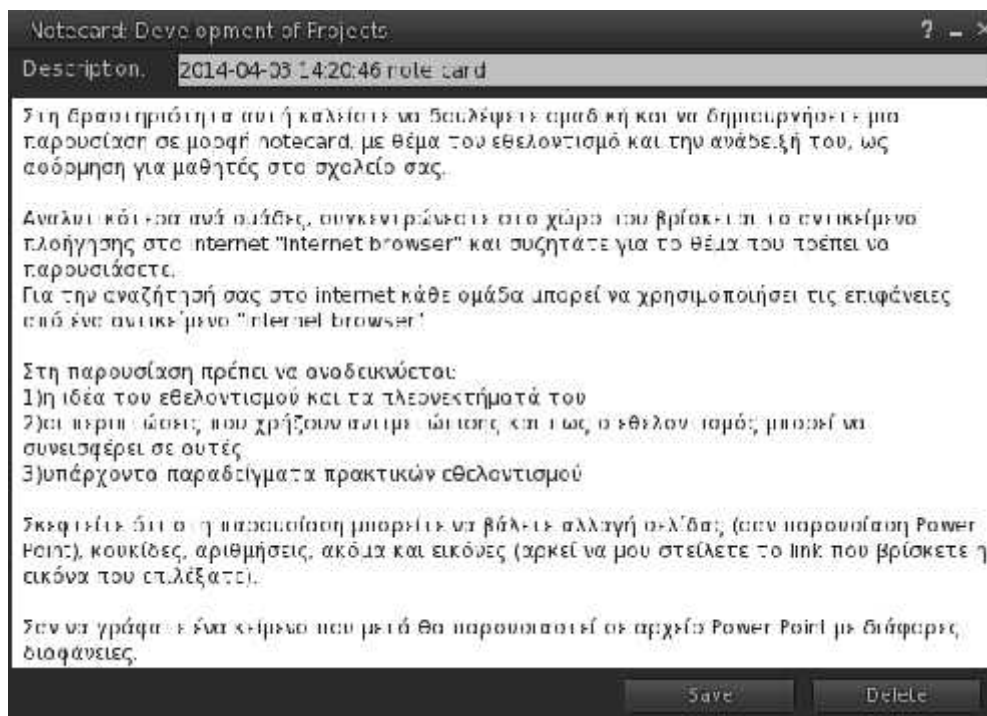 Notecard: Development of Projects ? – ×
Description: 2014-04-03 14:20:46 note card
Στη δραστηριότητα αυτή καλείστε να δουλέψετε ομαδική και να δημιουργήσετε μια
παρουσίαση σε μορφή notecard, με θέμα τον εθελοντισμό και την ανάδειξή του, ως
αφόρμηση για μαθητές στο σχολείο σας.
Αναλυτικότερα ανά ομάδες, συγκεντρώνεστε στο χώρο που βρίσκεται το αντικείμενο
πλοήγησης στο internet "Internet browser" και συζητάτε για το θέμα που πρέπει να
παρουσιάσετε.
Για την αναζήτησή σας στο internet κάθε ομάδα μπορεί να χρησιμοποιήσει τις επιφάνειες
από ένα αντικείμενο "Internet browser"
Στη παρουσίαση πρέπει να αναδεικνύεται:
1)η ιδέα του εθελοντισμού και τα πλεονεκτήματά του
2)οι περιπτώσεις που χρήζουν αντιμετώπισης και πως ο εθελοντισμός μπορεί να
συνεισφέρει σε αυτές
3)υπάρχοντα παραδείγματα πρακτικών εθελοντισμού
Σκεφτείτε ότι στη παρουσίαση μπορείτε να βάλετε αλλαγή σελίδας (σαν παρουσίαση Power
Point), κουκίδες, αριθμήσεις, ακόμα και εικόνες (αρκεί να μου στείλετε το link που βρίσκετε η
εικόνα που επιλέξατε).
Σαν να γράφατε ένα κείμενο που μετά θα παρουσιαστεί σε αρχείο Power Point με διάφορες
διαφάνειες.
Save Delete